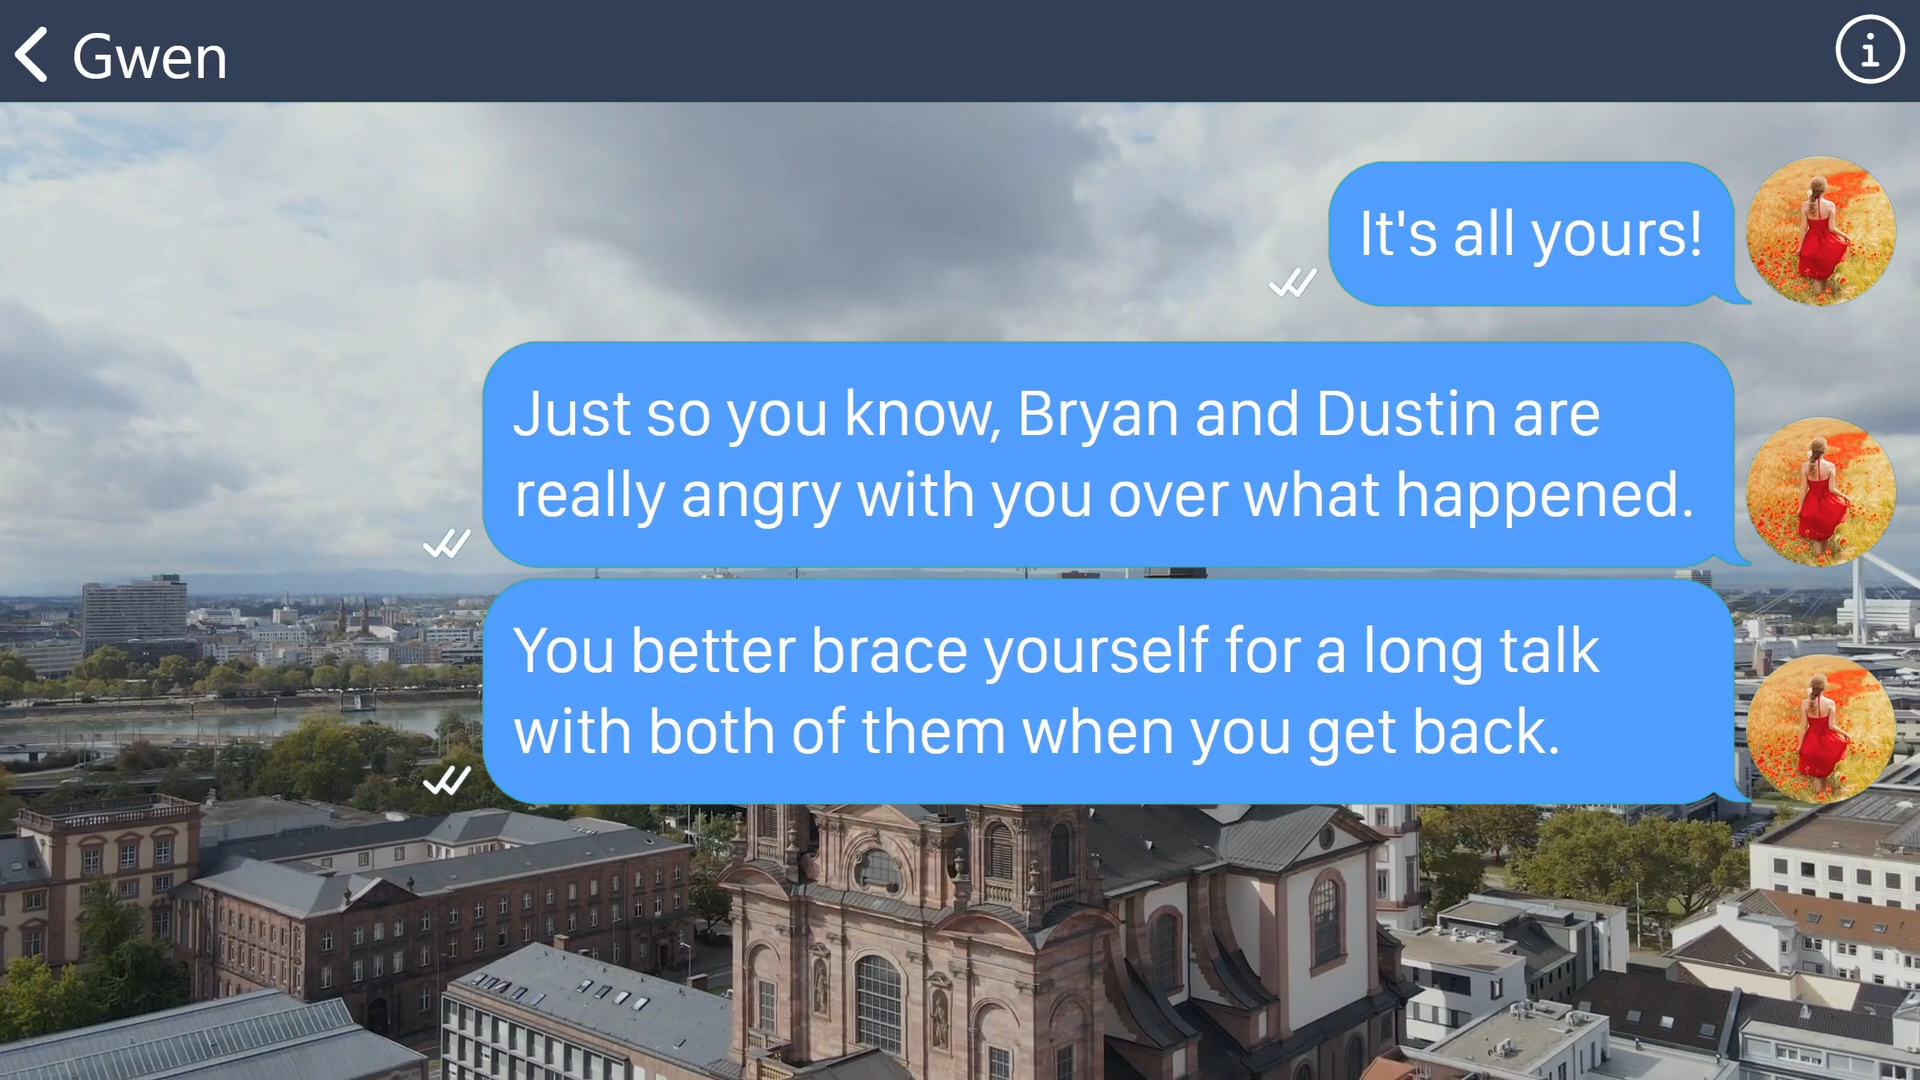 Gwen
It's all yours!
Just so you know, Bryan and Dustin are
really angry with you over what happened.
You better brace yourself for a long talk
with both of them when you get back.